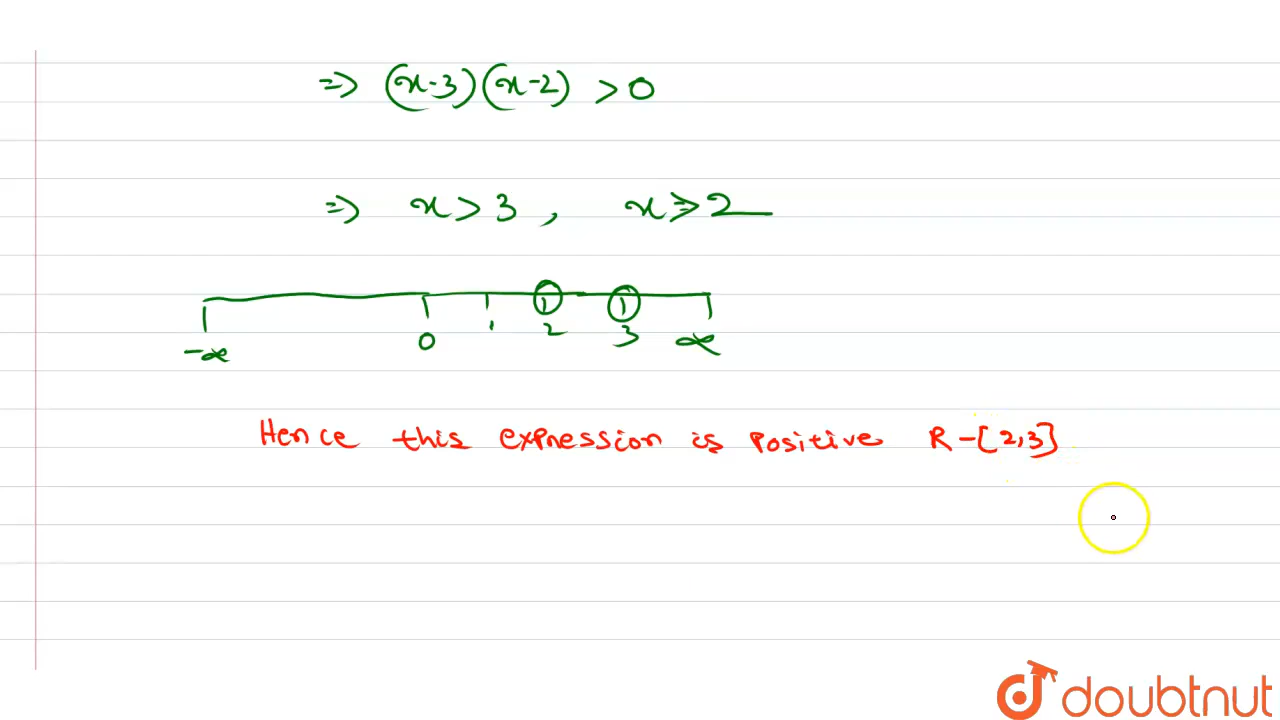 ⇒ (x-3)(x-2) > 0
⇒ x > 3 , x > 2
-∞ 0 1 2 3 ∞
Hence this expression is positive R-[2,3]
doubtnut